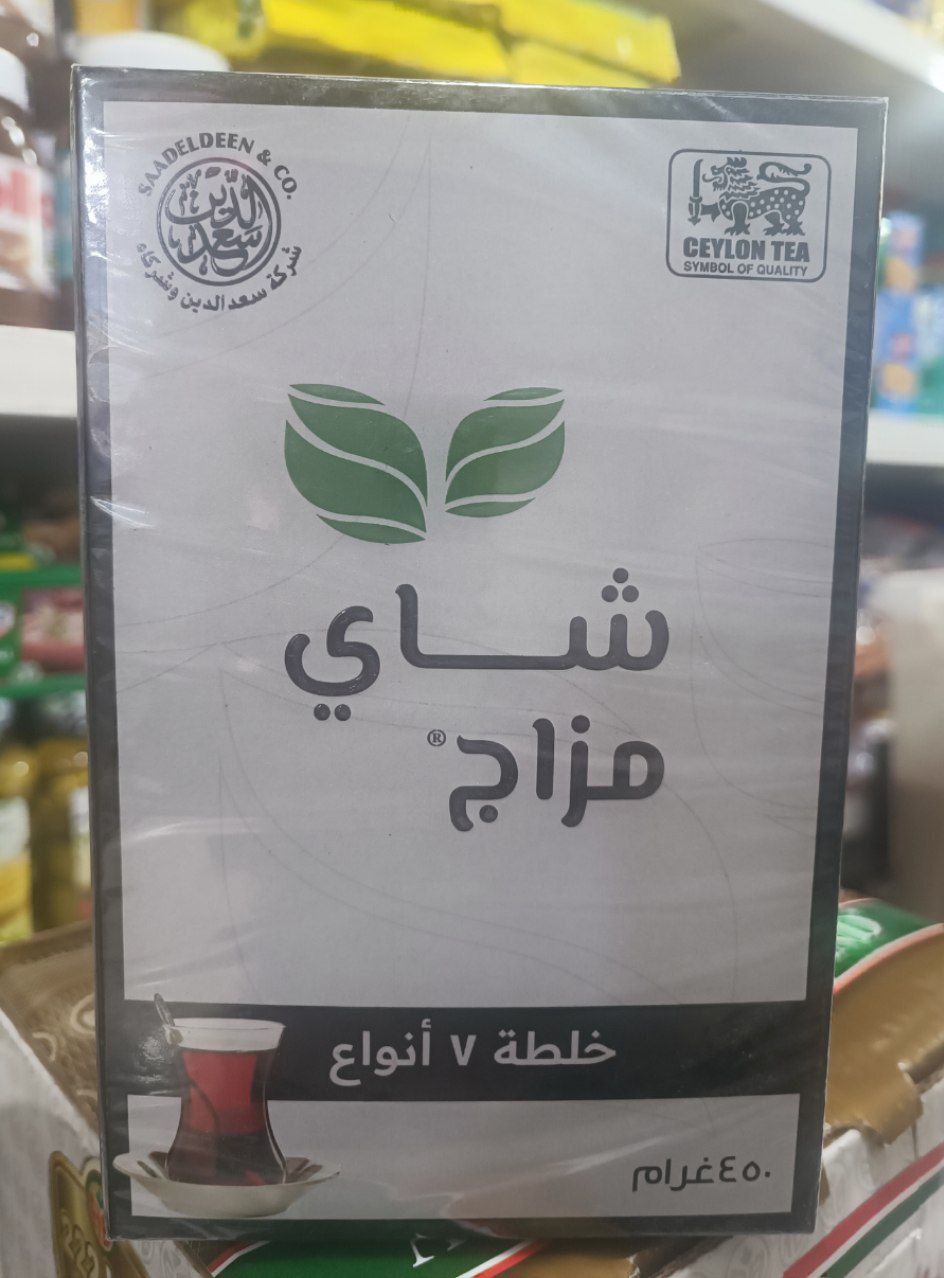 SAADELDEEN & CO.
سعد الدين
شركة سعد الدين وشركاه
CEYLON TEA
SYMBOL OF QUALITY
شاي
مزاج®
خلطة ٧ أنواع
٤٥٠غرام